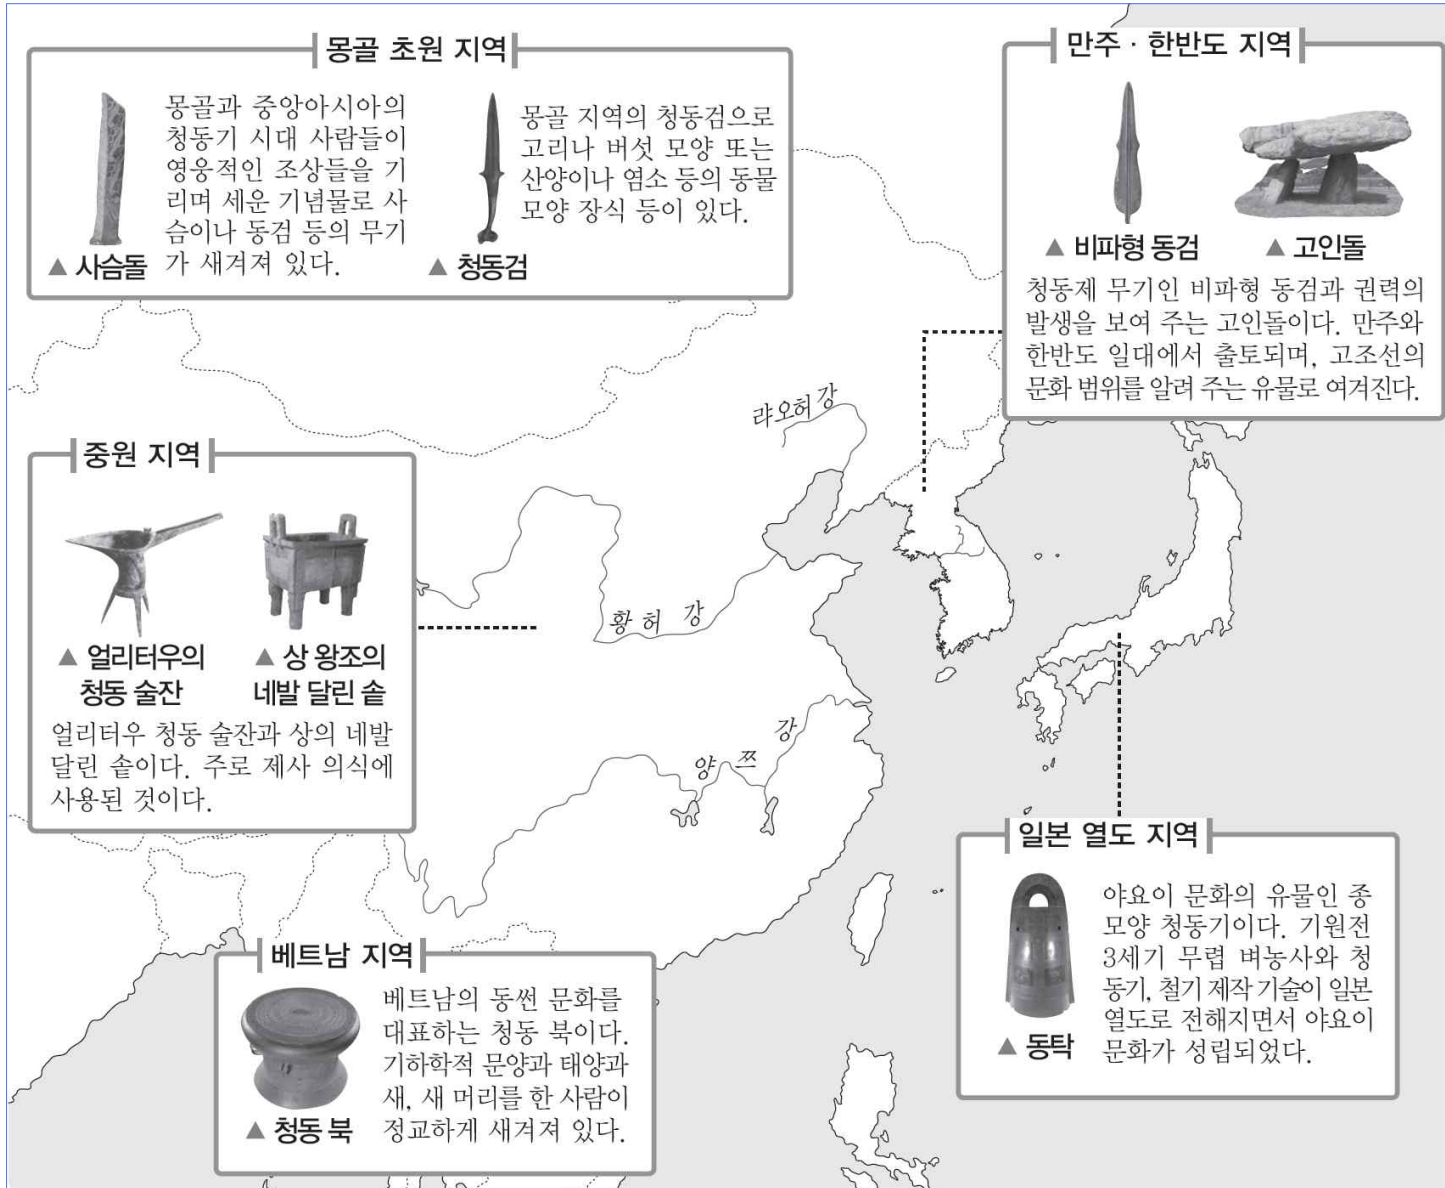 몽골 초원 지역
몽골과 중앙아시아의
청동기 시대 사람들이
영웅적인 조상들을 기
리며 세운 기념물로 사
슴이나 동검 등의 무기
가 새겨져 있다.
▲ 사슴돌
몽골 지역의 청동검으로
고리나 버섯 모양 또는
산양이나 염소 등의 동물
모양 장식 등이 있다.
▲ 청동검
만주 · 한반도 지역
▲ 비파형 동검
▲ 고인돌
청동제 무기인 비파형 동검과 권력의
발생을 보여 주는 고인돌이다. 만주와
한반도 일대에서 출토되며, 고조선의
문화 범위를 알려 주는 유물로 여겨진다.
랴오허 강
중원 지역
▲ 얼리터우의
청동 술잔
▲ 상 왕조의
네발 달린 솥
얼리터우 청동 술잔과 상의 네발
달린 솥이다. 주로 제사 의식에
사용된 것이다.
황허 강
양쯔 강
일본 열도 지역
야요이 문화의 유물인 종
모양 청동기이다. 기원전
3세기 무렵 벼농사와 청
동기, 철기 제작 기술이 일본
열도로 전해지면서 야요이
문화가 성립되었다.
▲ 동탁
베트남 지역
베트남의 동썬 문화를
대표하는 청동 북이다.
기하학적 문양과 태양과
새, 새 머리를 한 사람이
정교하게 새겨져 있다.
▲ 청동 북